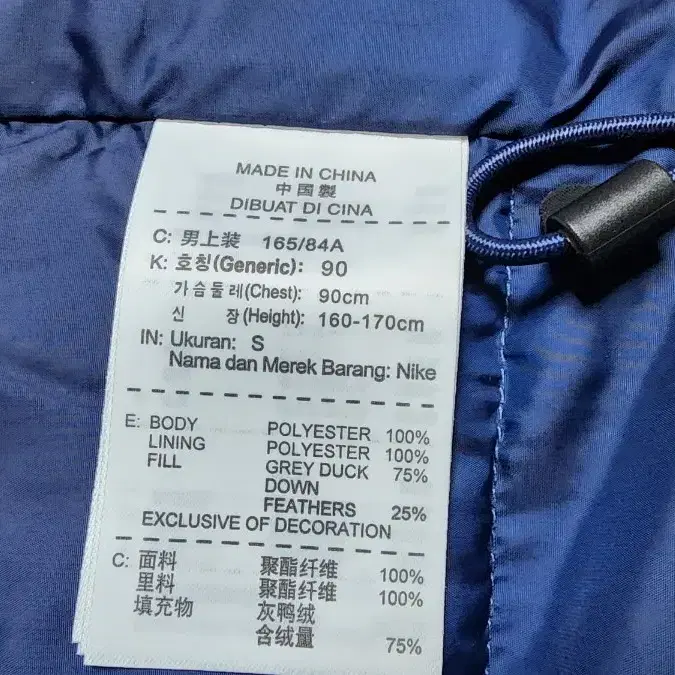 MADE IN CHINA
中國製
DIBUAT DI CINA
C: 男上装 165/84A
K: 호칭(Generic): 90
가슴둘레(Chest): 90cm
신 장(Height): 160-170cm
IN: Ukuran: S
Nama dan Merek Barang: Nike
E: BODY POLYESTER 100%
LINING POLYESTER 100%
FILL GREY DUCK 75%
DOWN
FEATHERS 25%
EXCLUSIVE OF DECORATION
C: 面料 聚酯纤维 100%
里料 聚酯纤维 100%
填充物 灰鸭绒
含绒量 75%